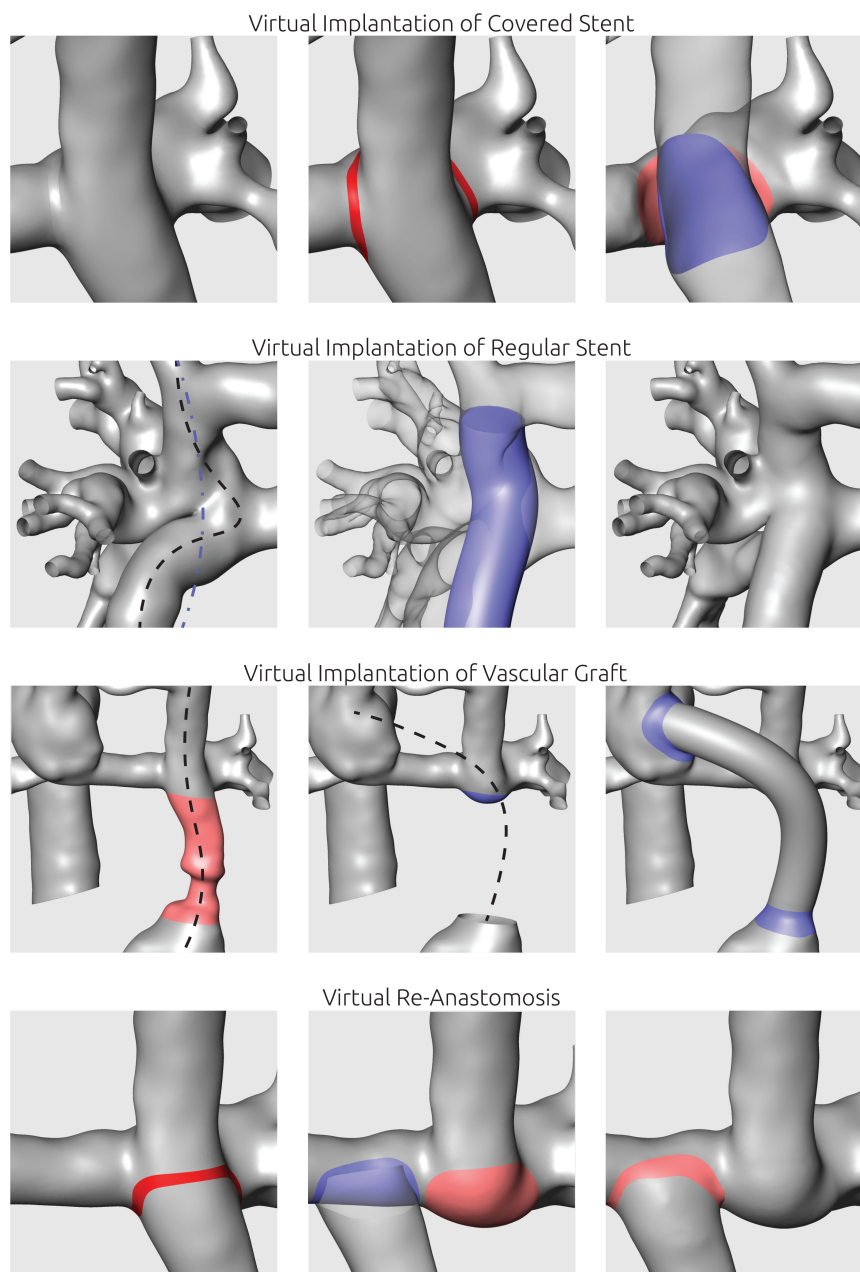 Virtual Implantation of Covered Stent
Virtual Implantation of Regular Stent
Virtual Implantation of Vascular Graft
Virtual Re-Anastomosis